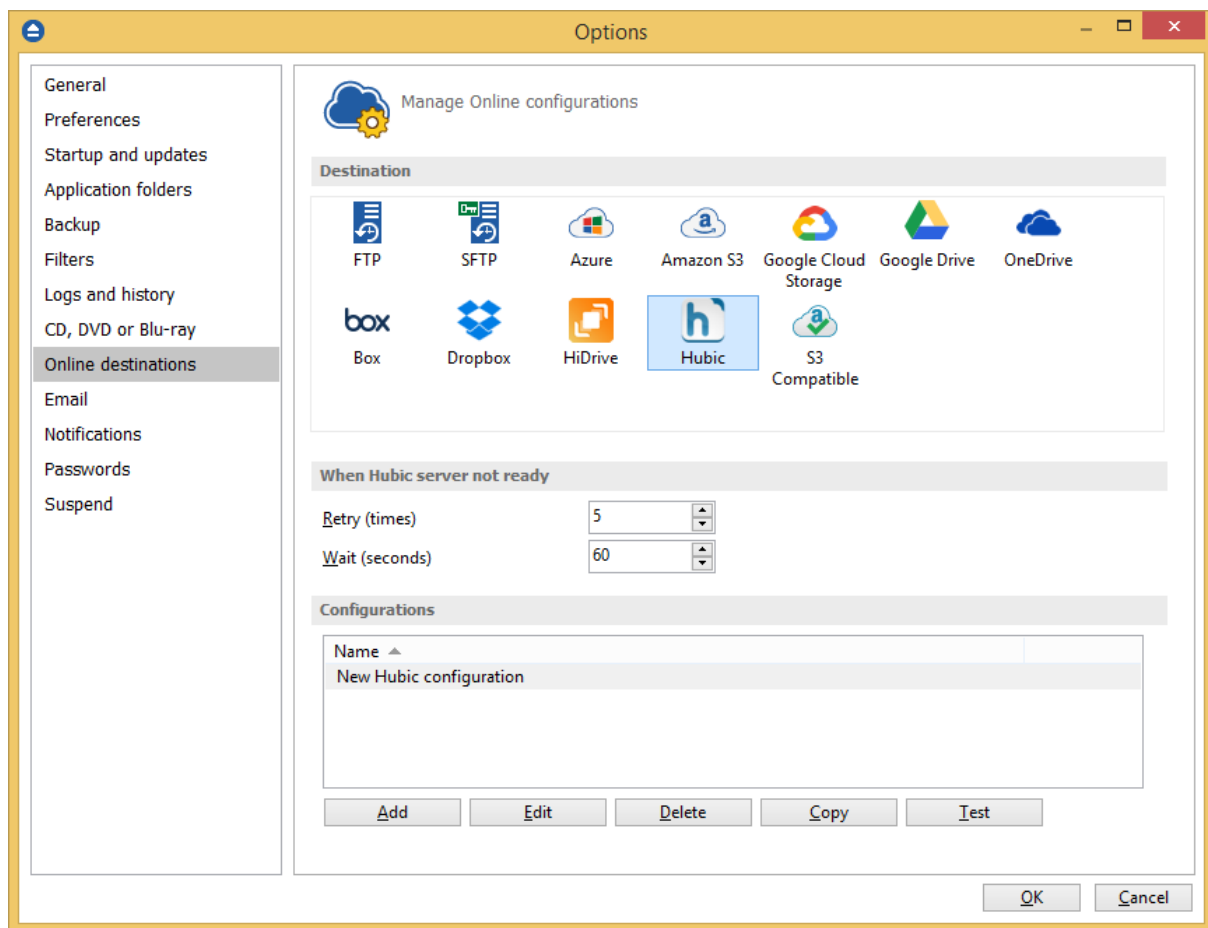 Options
General
Preferences
Startup and updates
Application folders
Backup
Filters
Logs and history
CD, DVD or Blu-ray
Online destinations
Email
Notifications
Passwords
Suspend
Manage Online configurations
Destination
FTP
SFTP
Azure
a
Amazon S3
Google Cloud
Storage
Google Drive
OneDrive
box
Box
Dropbox
HiDrive
h
Hubic
a
S3
Compatible
When Hubic server not ready
Retry (times)
5
Wait (seconds)
60
Configurations
Name
New Hubic configuration
Add
Edit
Delete
Copy
Test
OK
Cancel